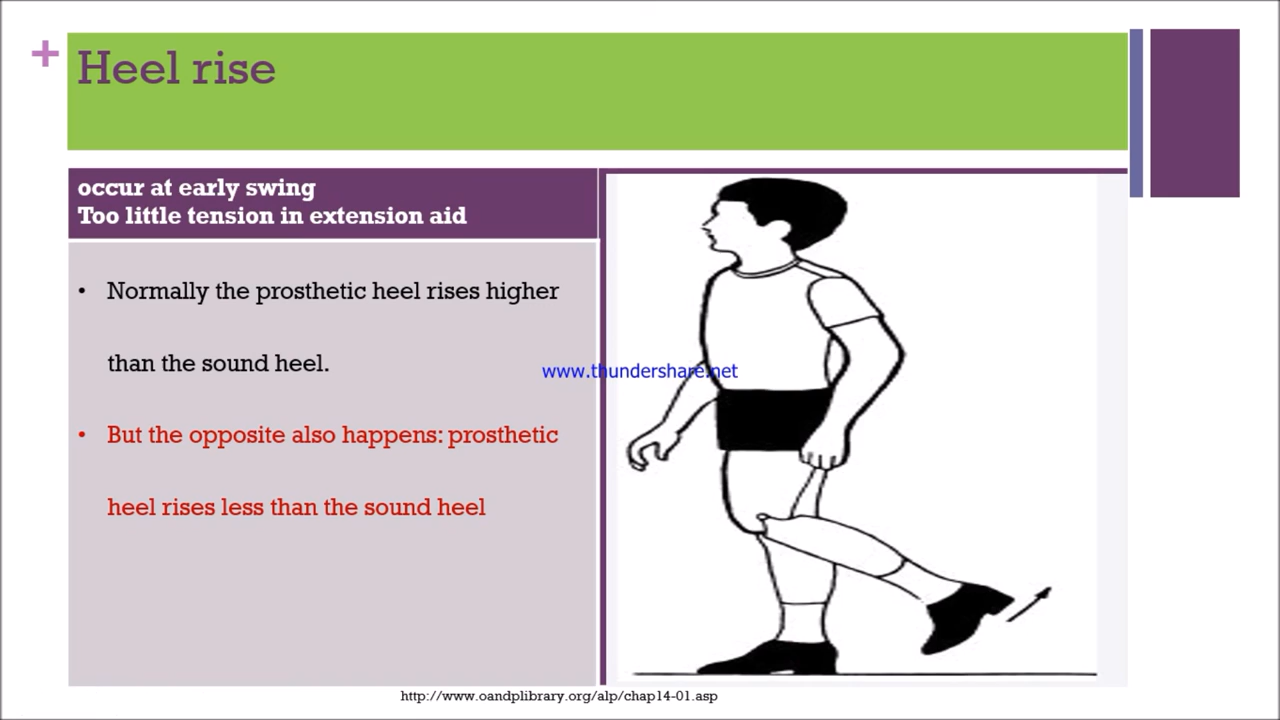 + Heel rise
occur at early swing
Too little tension in extension aid
• Normally the prosthetic heel rises higher
than the sound heel.
• But the opposite also happens: prosthetic
heel rises less than the sound heel
www.thundershare.net
http://www.oandplibrary.org/alp/chap14-01.asp